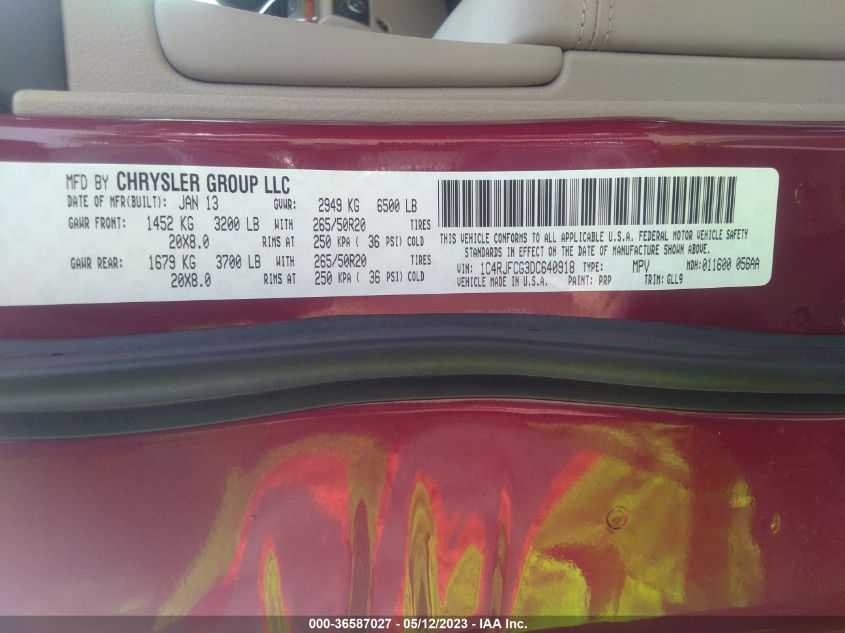 MFD BY CHRYSLER GROUP LLC
DATE OF MFR(BUILT): JAN 13 GVWR: 2949 KG 6500 LB
GAWR FRONT: 1452 KG 3200 LB WITH 265/50R20 TIRES
20X8.0 RIMS AT 250 KPA ( 36 PSI) COLD
GAWR REAR: 1679 KG 3700 LB WITH 265/50R20 TIRES
20X8.0 RIMS AT 250 KPA ( 36 PSI) COLD
THIS VEHICLE CONFORMS TO ALL APPLICABLE U.S.A. FEDERAL MOTOR VEHICLE SAFETY
STANDARDS IN EFFECT ON THE DATE OF MANUFACTURE SHOWN ABOVE.
VIN: 1C4RJFCG3DC640918 TYPE: MPV MDH:011600 056AA
VEHICLE MADE IN U.S.A. PAINT: PRP TRIM: GLL9
000-36587027 - 05/12/2023 - IAA Inc.